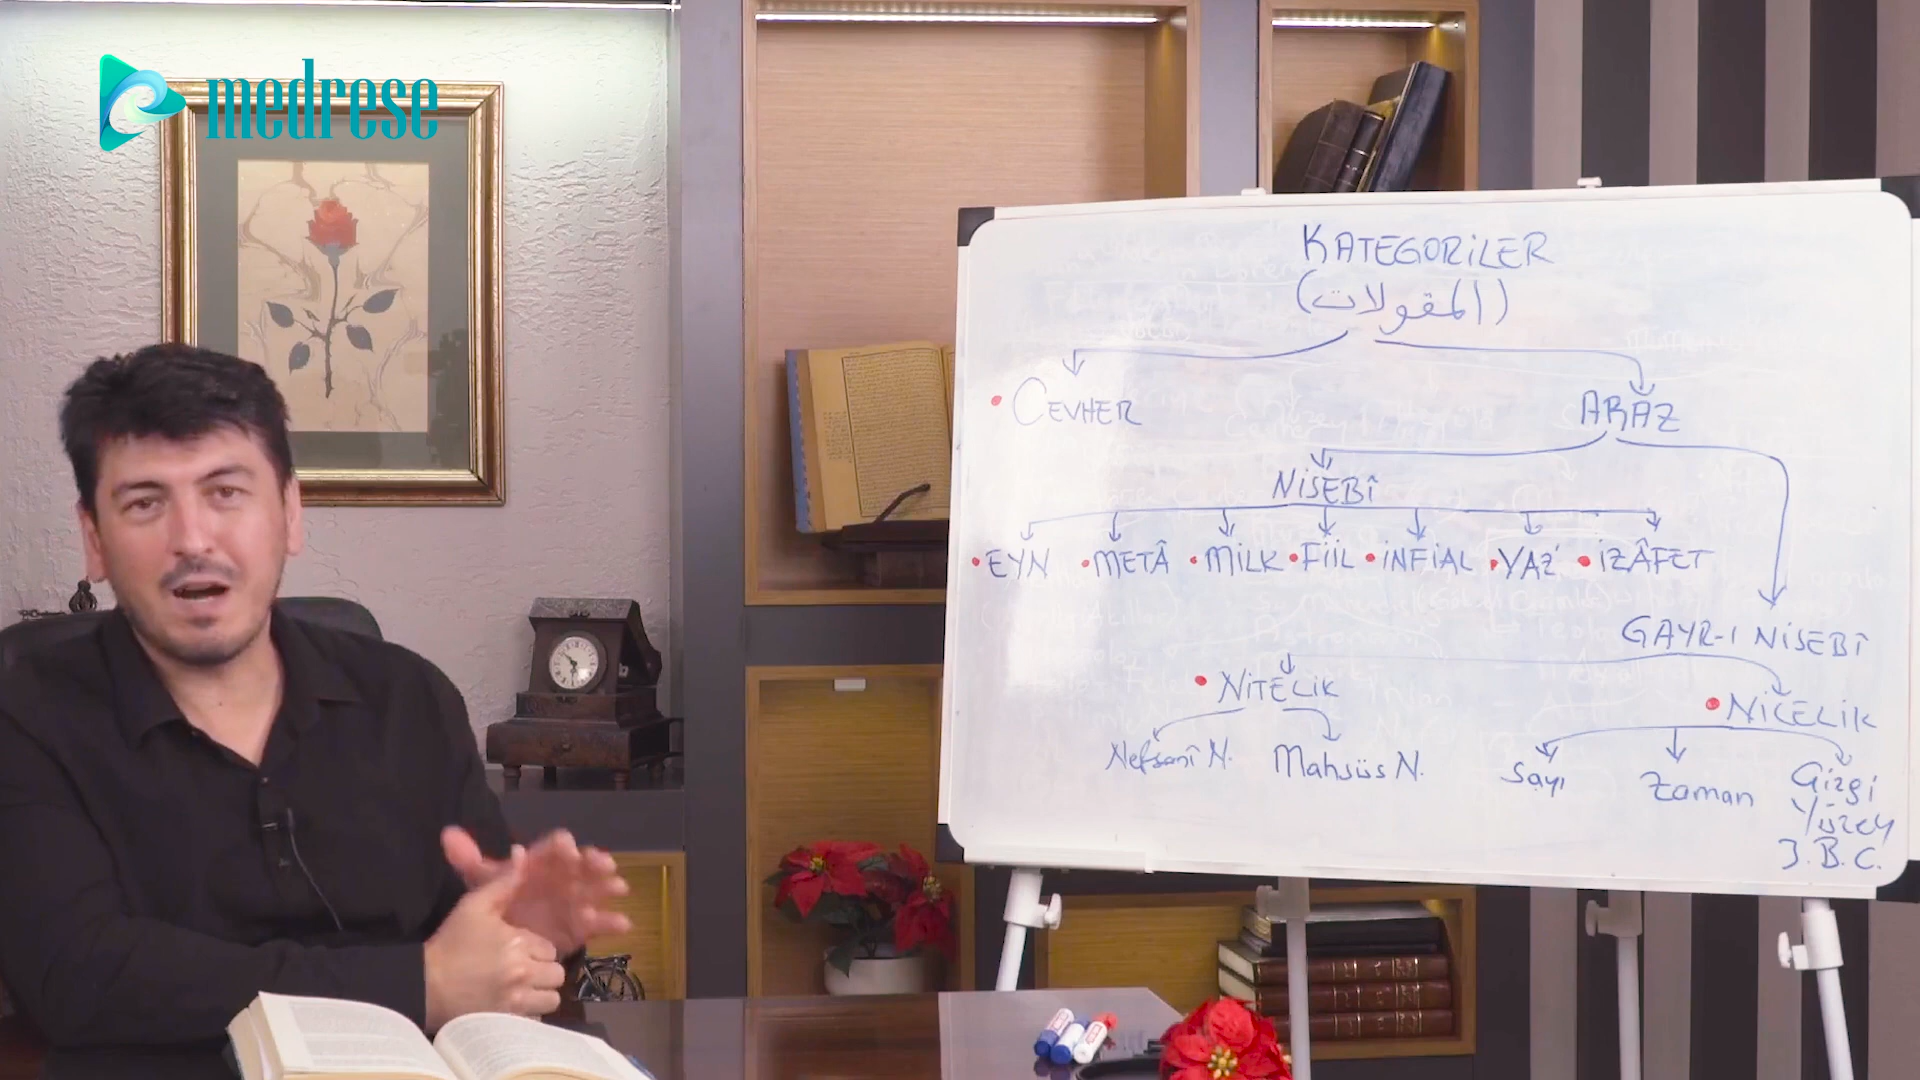 medrese
KATEGORİLER
(المقولات)
CEVHER
ARAZ
NİSEBÎ
EYN METÂ MİLK FİİL İNFİAL VAZ' İZÂFET
GAYR-I NİSEBÎ
NİTELİK
NİCELİK
Nefsanî N.
Mahsüs N.
Sayı
Zaman
Çizgi
Yüzey
3. B. C.